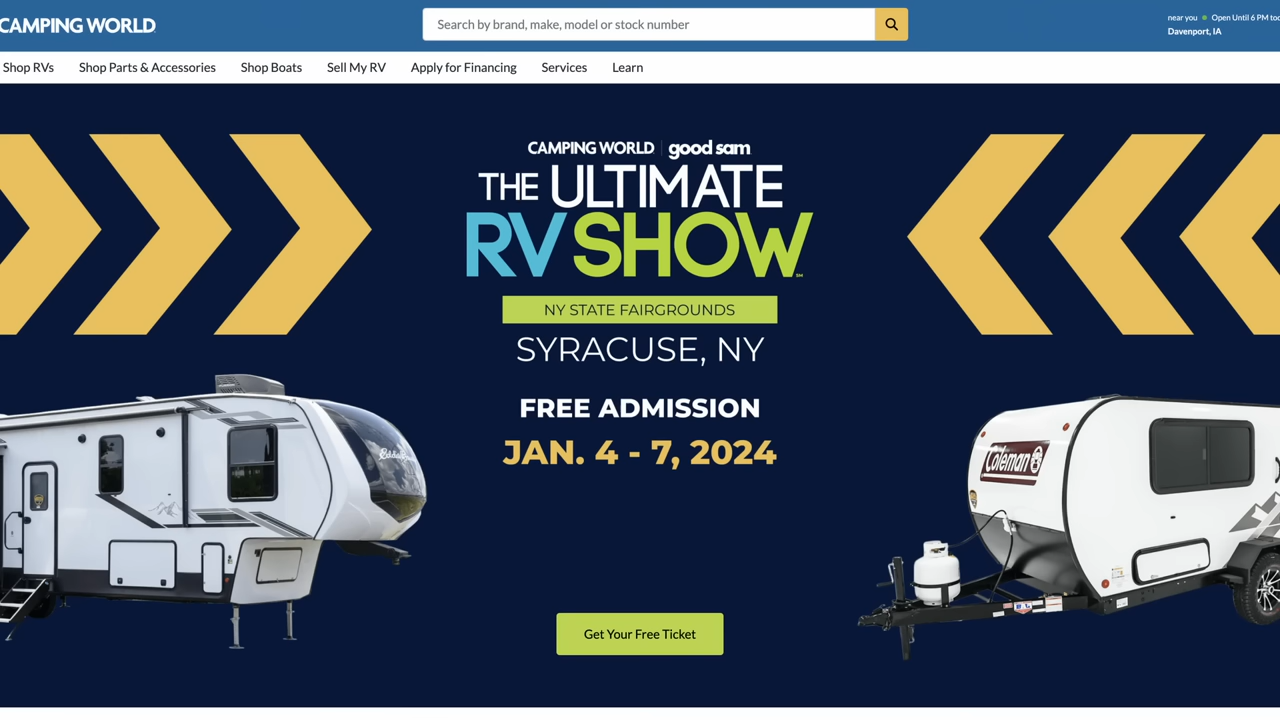 CAMPING WORLD
Search by brand, make, model or stock number
near you
Open Until 6 PM
Davenport, IA
Shop RVs
Shop Parts & Accessories
Shop Boats
Sell My RV
Apply for Financing
Services
Learn
CAMPING WORLD | good sam
THE ULTIMATE
RV SHOW
NY STATE FAIRGROUNDS
SYRACUSE, NY
FREE ADMISSION
JAN. 4 - 7, 2024
Coleman
Get Your Free Ticket